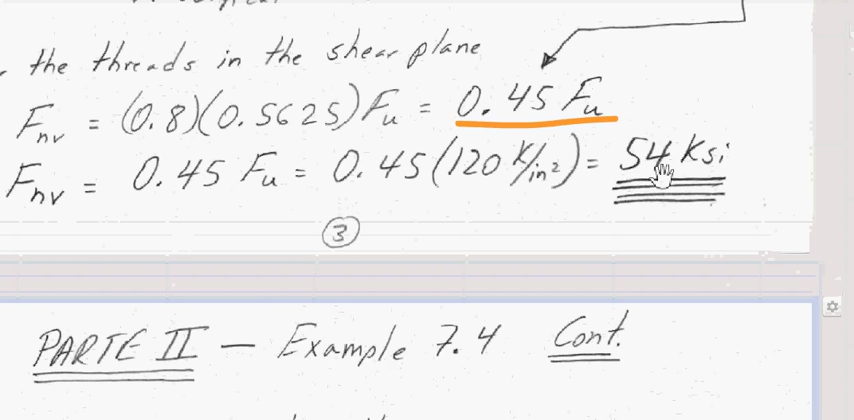 the threads in the shear plane
Fnv = (0.8)(0.5625)Fu = 0.45 Fu
Fnv = 0.45 Fu = 0.45(120 K/in²) = 54 Ksi
3
PARTE II — Example 7.4 Cont.